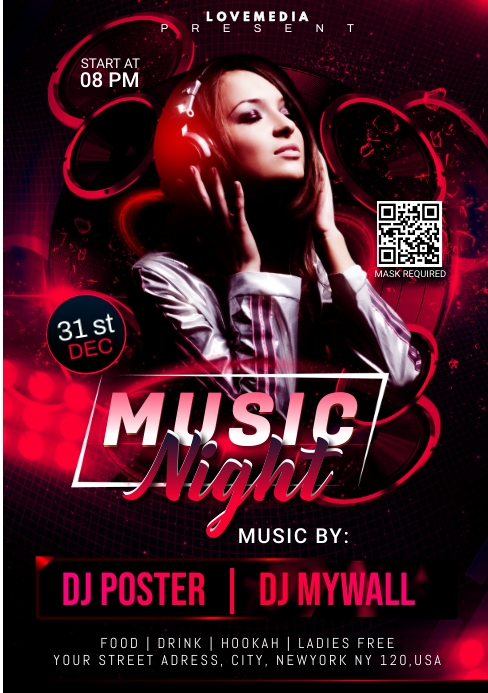 LOVEMEDIA
PRESENT
START AT
08 PM
MASK REQUIRED
31 st
DEC
MUSIC
Night
MUSIC BY:
DJ POSTER | DJ MYWALL
FOOD | DRINK | HOOKAH | LADIES FREE
YOUR STREET ADRESS, CITY, NEWYORK NY 120,USA